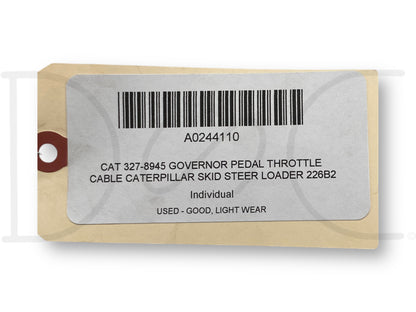 A0244110
CAT 327-8945 GOVERNOR PEDAL THROTTLE
CABLE CATERPILLAR SKID STEER LOADER 226B2
Individual
USED - GOOD, LIGHT WEAR